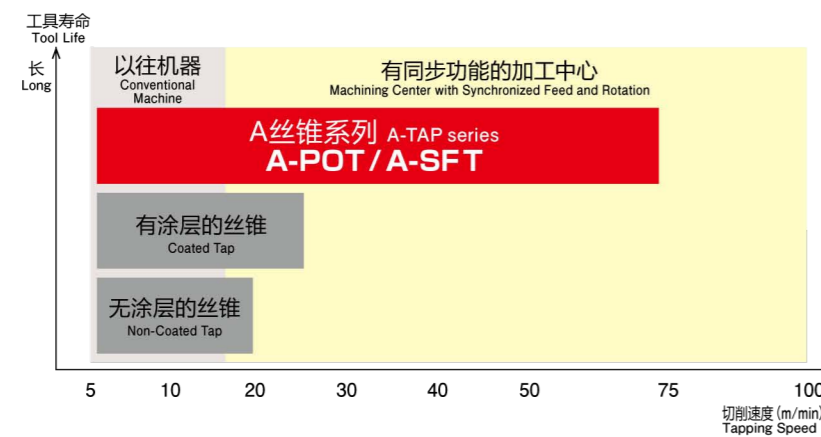 工具寿命
Tool Life
长
Long
以往机器
Conventional
Machine
有同步功能的加工中心
Machining Center with Synchronized Feed and Rotation
A丝锥系列 A-TAP series
A-POT / A-SFT
有涂层的丝锥
Coated Tap
无涂层的丝锥
Non-Coated Tap
5 10 20 30 40 50 75 100
切削速度 (m/min)
Tapping Speed